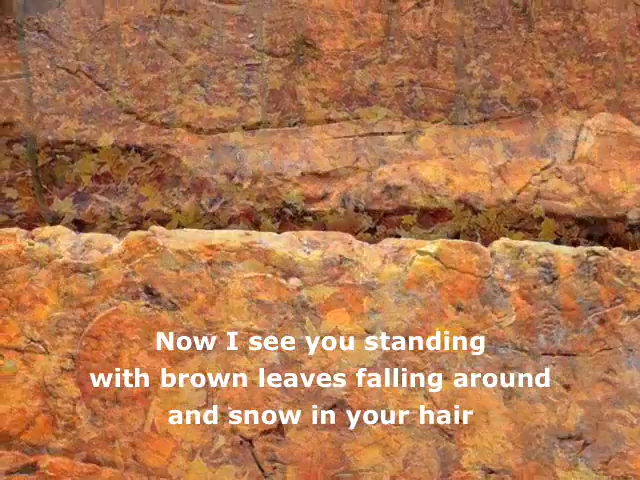 Now I see you standing
with brown leaves falling around
and snow in your hair